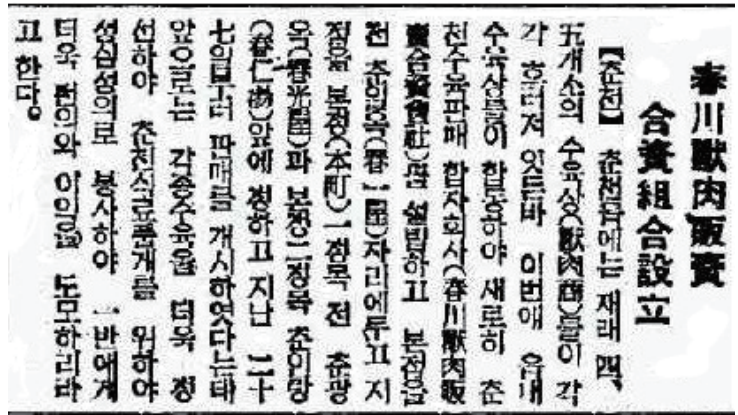 春川獸肉販賣
合資組合設立
【춘천】 춘천읍에는 재래 四、
五개소의 수육상(獸肉商)들이 각
각 흐터져 잇든바 이번에 읍내
수육상들이 합동하야 새로히 춘
천수육판매 합자회사(春川獸肉販
賣合資會社)를 설립하고 본점을
전 춘일옥(春一屋)자리에두고 지
점을 본정(本町)一정목 전 춘광
옥(春光屋)과 본정二정목 춘인당
(春仁堂)앞에 정하고 지난 二十
七일부터 판매를 개시하엿다는데
앞으로는 각종수육을 더욱 정
선하야 춘천식료품개를 위하야
성심성의로 봉사하야 一반에게
더욱 편의와 이익을 도모하리라
고 한다。